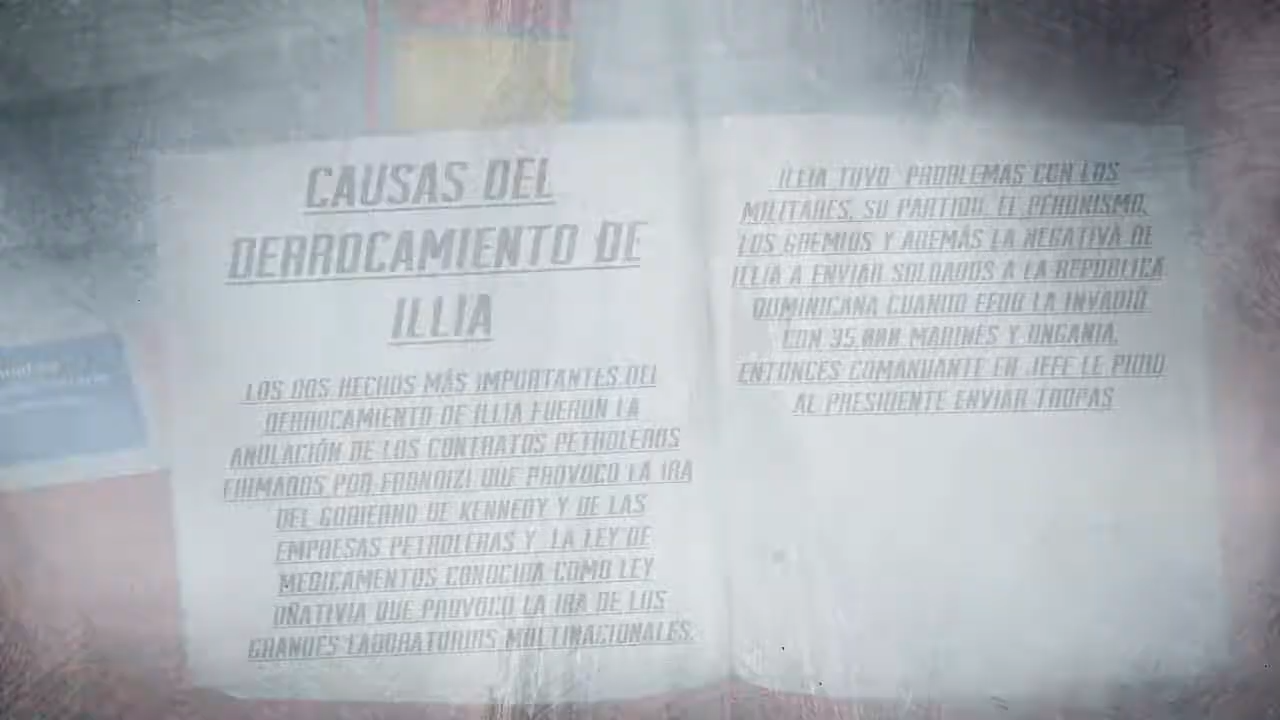 CAUSAS DEL
DERROCAMIENTO DE
ILLIA
LOS DOS HECHOS MÁS IMPORTANTES DEL
DERROCAMIENTO DE ILLIA FUERON LA
ANULACIÓN DE LOS CONTRATOS PETROLEROS
FIRMADOS POR FRONDIZI QUE PROVOCO LA IRA
DEL GOBIERNO DE KENNEDY Y DE LAS
EMPRESAS PETROLERAS Y LA LEY DE
MEDICAMENTOS CONOCIDA COMO LEY
OÑATIVIA QUE PROVOCO LA IRA DE LOS
GRANDES LABORATORIOS MULTINACIONALES.
ILLIA TUVO PROBLEMAS CON LOS
MILITARES, SU PARTIDO, EL PERONISMO,
LOS GREMIOS Y ADEMÁS LA NEGATIVA DE
ILLIA A ENVIAR SOLDADOS A LA REPÚBLICA
DOMINICANA CUANDO EEUU LA INVADIÓ
CON 35.000 MARINES Y ONGANIA,
ENTONCES COMANDANTE EN JEFE LE PIDIO
AL PRESIDENTE ENVIAR TROPAS